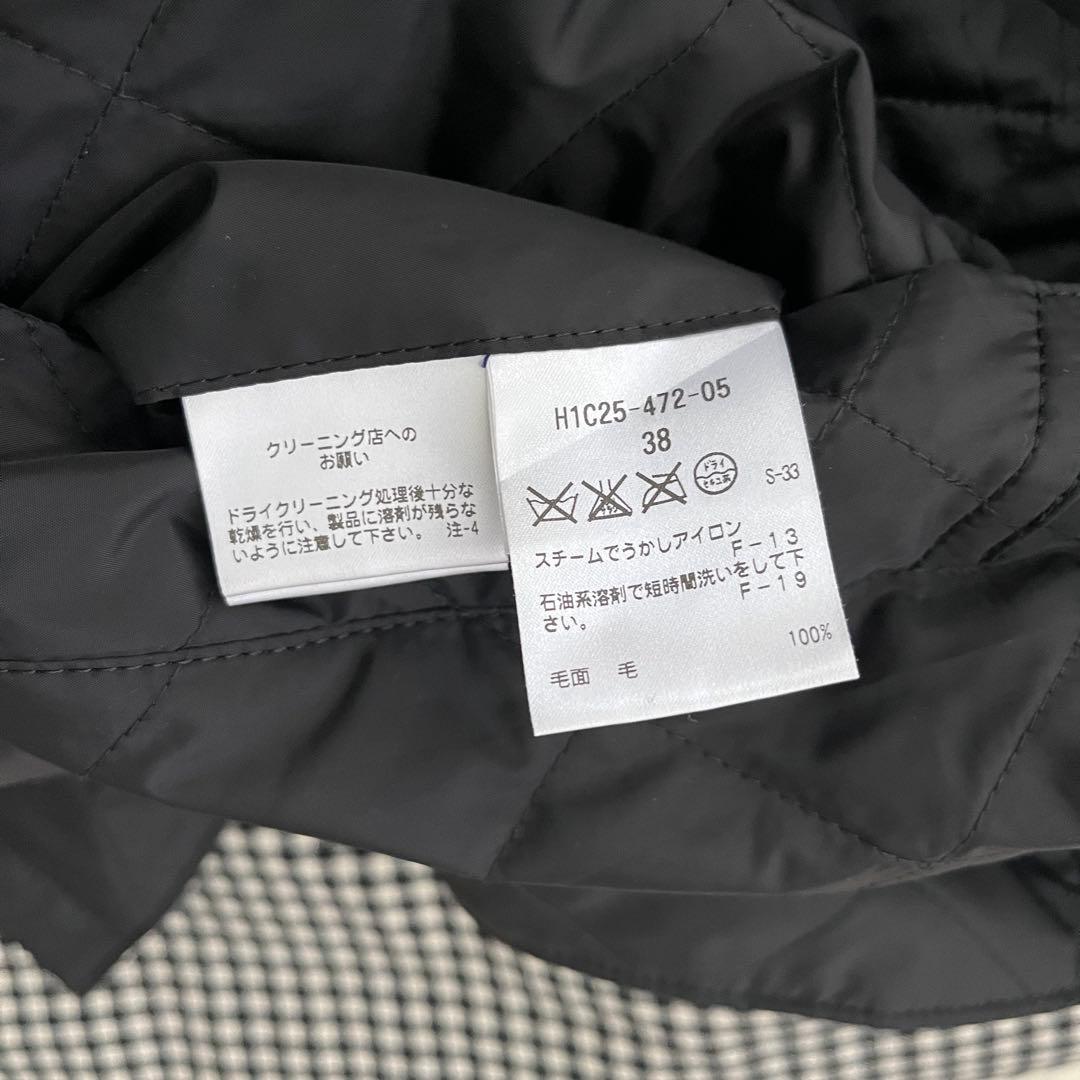 クリーニング店への
お願い
ドライクリーニング処理後十分な
乾燥を行い、製品に溶剤が残らな
いように注意して下さい。 注-4
H1C25-472-05
38
ドライ
セキユ系
S-33
スチームでうかしアイロン
F-13
石油系溶剤で短時間洗いをして下
さい。
F-19
100%
毛面 毛